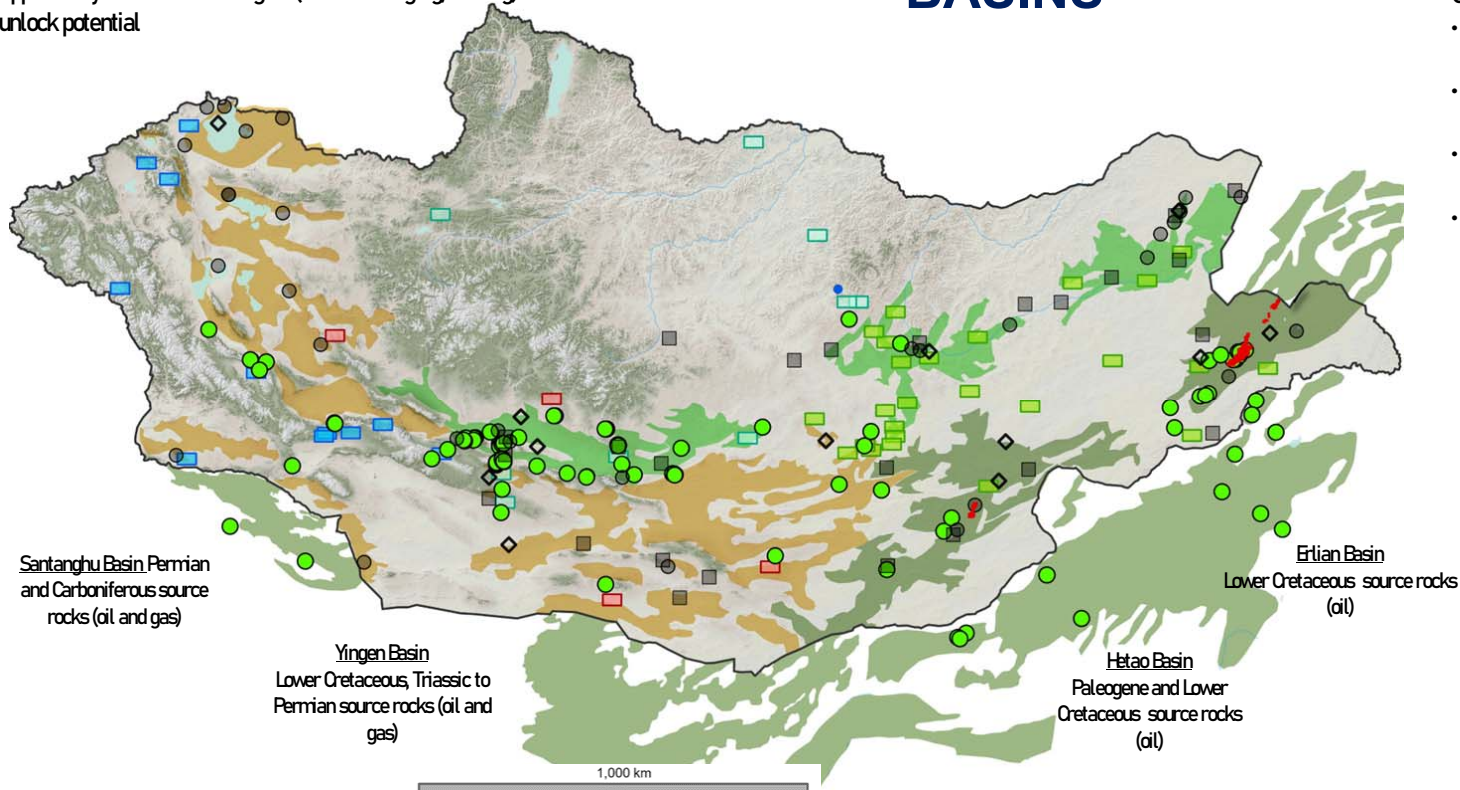 unlock potential
BASINS
Santanghu Basin Permian
and Carboniferous source
rocks (oil and gas)
Yingen Basin
Lower Cretaceous, Triassic to
Permian source rocks (oil and
gas)
Hetao Basin
Paleogene and Lower
Cretaceous source rocks
(oil)
Erlian Basin
Lower Cretaceous source rocks
(oil)
1,000 km